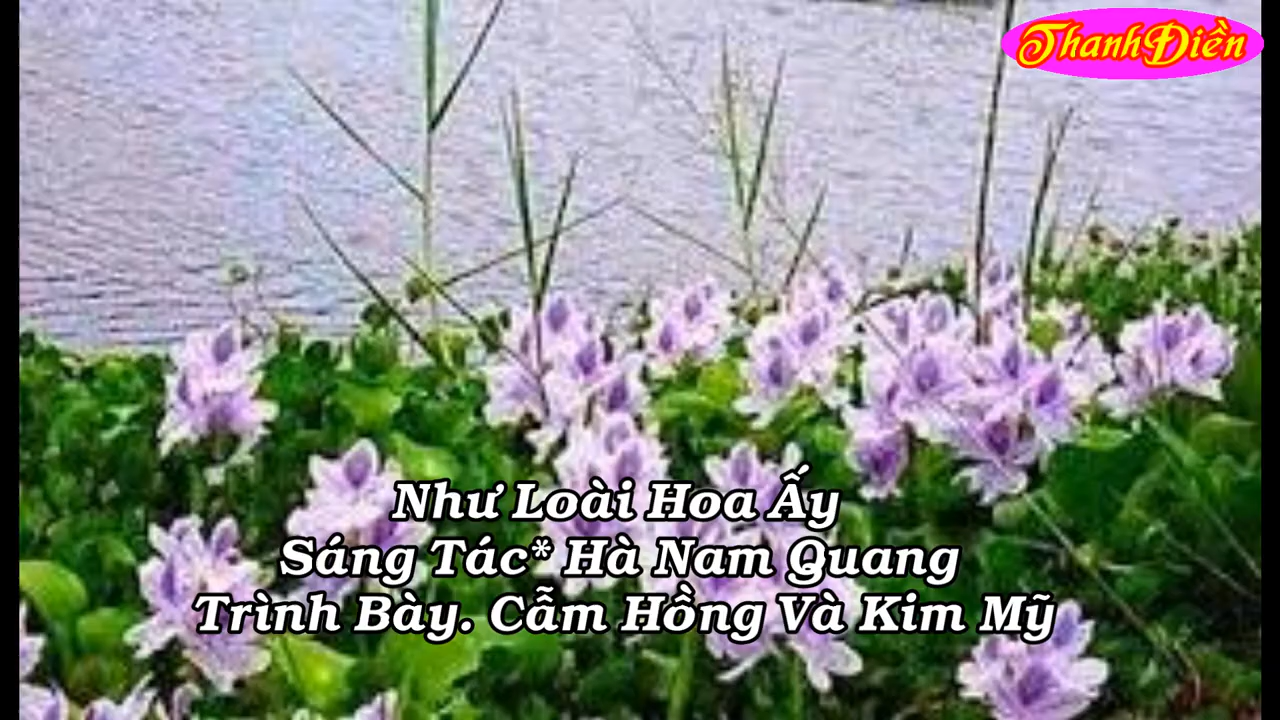 ThanhĐiền
Như Loài Hoa Ấy
Sáng Tác* Hà Nam Quang
Trình Bày. Cẫm Hồng Và Kim Mỹ